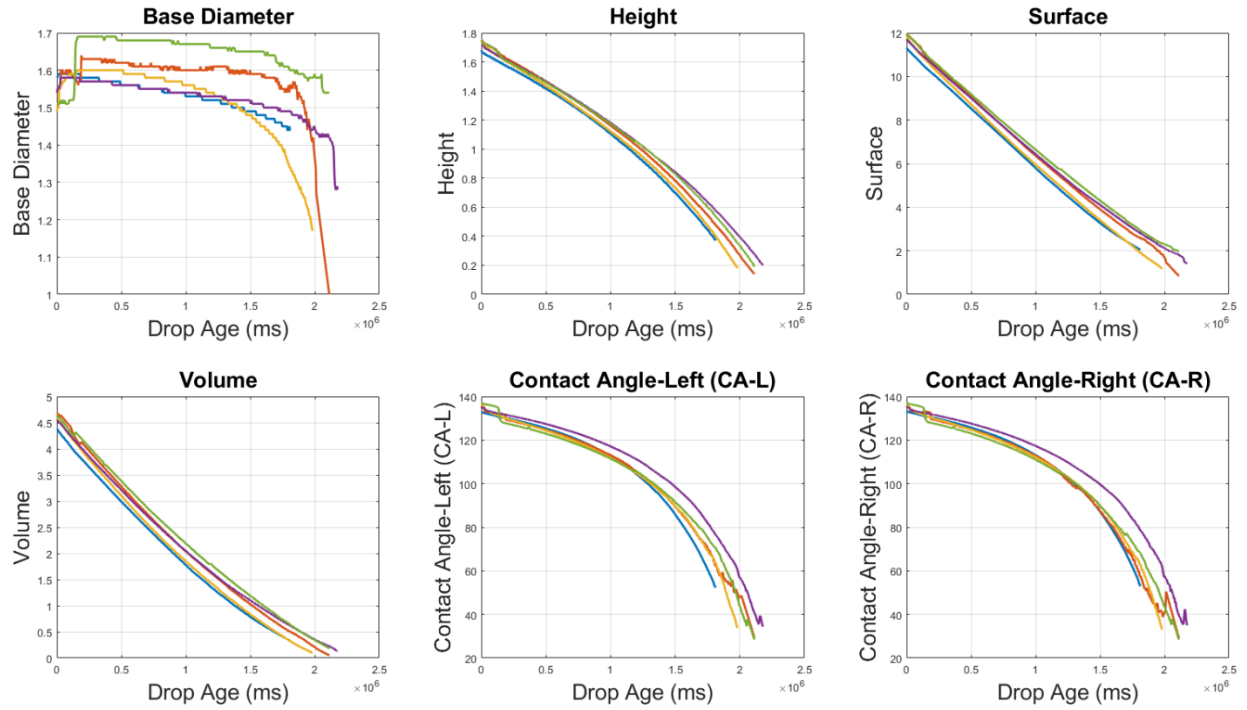 Base Diameter
Base Diameter
1.7
1.6
1.5
1.4
1.3
1.2
1.1
1
0 0.5 1 1.5 2 2.5
Drop Age (ms)
×10⁶
Height
Height
1.8
1.6
1.4
1.2
1
0.8
0.6
0.4
0.2
0
0 0.5 1 1.5 2 2.5
Drop Age (ms)
×10⁶
Surface
Surface
12
10
8
6
4
2
0
0 0.5 1 1.5 2 2.5
Drop Age (ms)
×10⁶
Volume
Volume
5
4.5
4
3.5
3
2.5
2
1.5
1
0.5
0
0 0.5 1 1.5 2 2.5
Drop Age (ms)
×10⁶
Contact Angle-Left (CA-L)
Contact Angle-Left (CA-L)
140
120
100
80
60
40
20
0 0.5 1 1.5 2 2.5
Drop Age (ms)
×10⁶
Contact Angle-Right (CA-R)
Contact Angle-Right (CA-R)
140
120
100
80
60
40
20
0 0.5 1 1.5 2 2.5
Drop Age (ms)
×10⁶